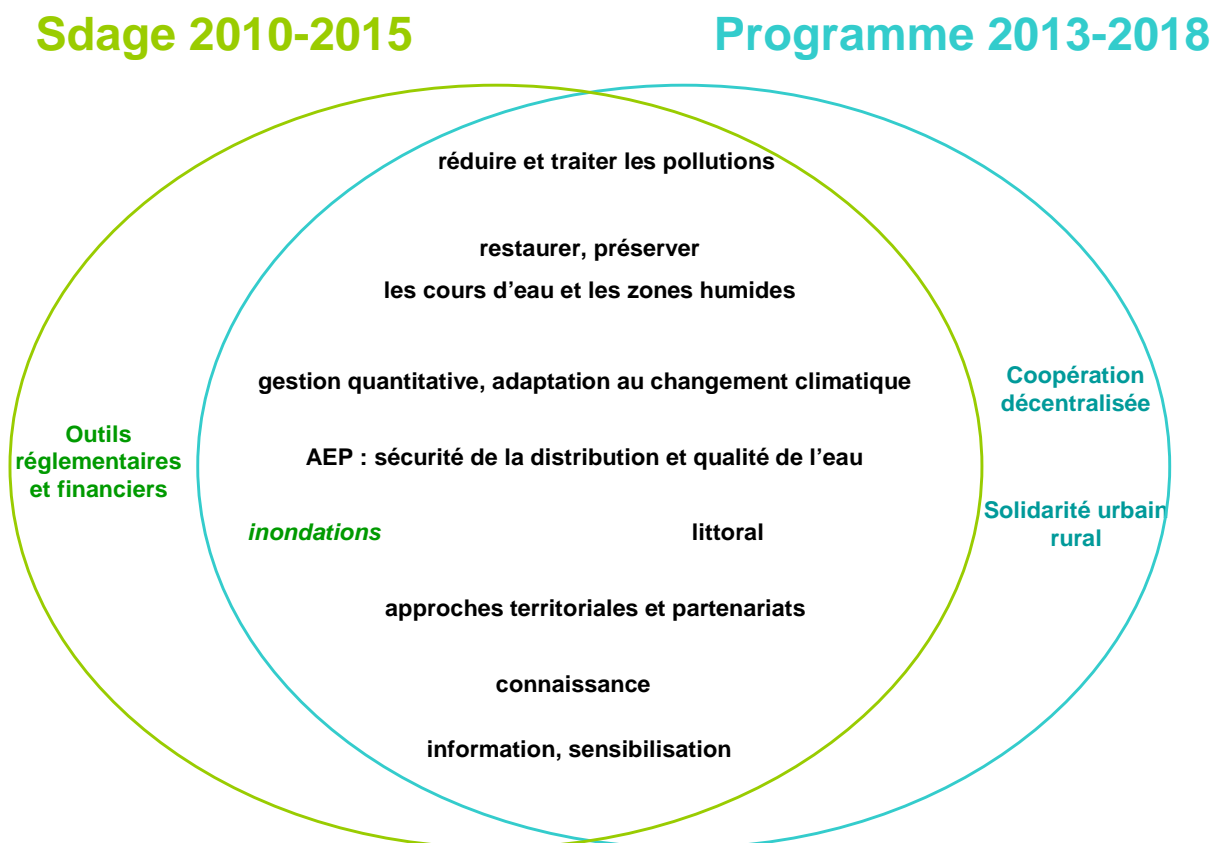 Sdage 2010-2015
Programme 2013-2018
réduire et traiter les pollutions
restaurer, préserver
les cours d'eau et les zones humides
gestion quantitative, adaptation au changement climatique
Coopération
décentralisée
Outils
réglementaires
et financiers
AEP : sécurité de la distribution et qualité de l'eau
inondations
littoral
Solidarité urbain
rural
approches territoriales et partenariats
connaissance
information, sensibilisation